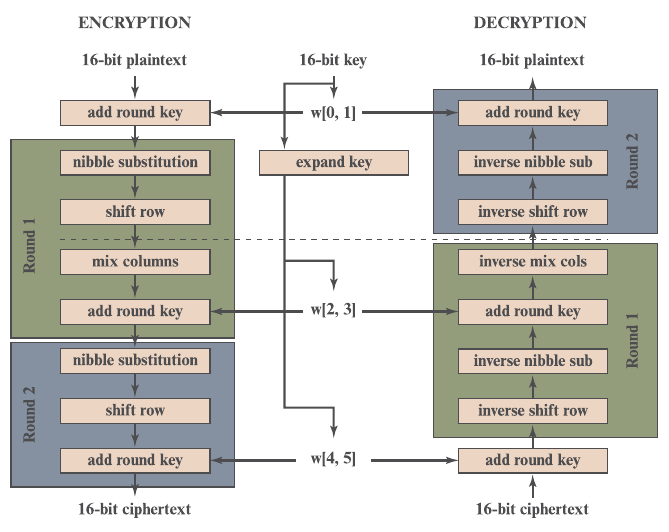 ENCRYPTION
DECRYPTION
16-bit plaintext
16-bit key
16-bit plaintext
add round key
w[0, 1]
add round key
nibble substitution
expand key
inverse nibble sub
Round 2
shift row
inverse shift row
Round 1
mix columns
inverse mix cols
add round key
w[2, 3]
add round key
Round 1
nibble substitution
inverse nibble sub
shift row
inverse shift row
Round 2
add round key
w[4, 5]
add round key
16-bit ciphertext
16-bit ciphertext